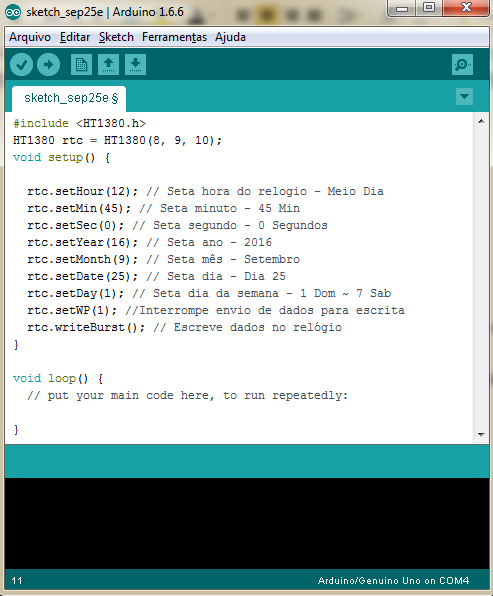 sketch_sep25e | Arduino 1.6.6
Arquivo Editar Sketch Ferramentas Ajuda
sketch_sep25e §
#include <HT1380.h>
HT1380 rtc = HT1380(8, 9, 10);
void setup() {
rtc.setHour(12); // Seta hora do relogio - Meio Dia
rtc.setMin(45); // Seta minuto - 45 Min
rtc.setSec(0); // Seta segundo - 0 Segundos
rtc.setYear(16); // Seta ano - 2016
rtc.setMonth(9); // Seta mês - Setembro
rtc.setDate(25); // Seta dia - Dia 25
rtc.setDay(1); // Seta dia da semana - 1 Dom ~ 7 Sab
rtc.setWP(1); //Interrompe envio de dados para escrita
rtc.writeBurst(); // Escreve dados no relógio
}
void loop() {
// put your main code here, to run repeatedly:
}
11 Arduino/Genuino Uno on COM4